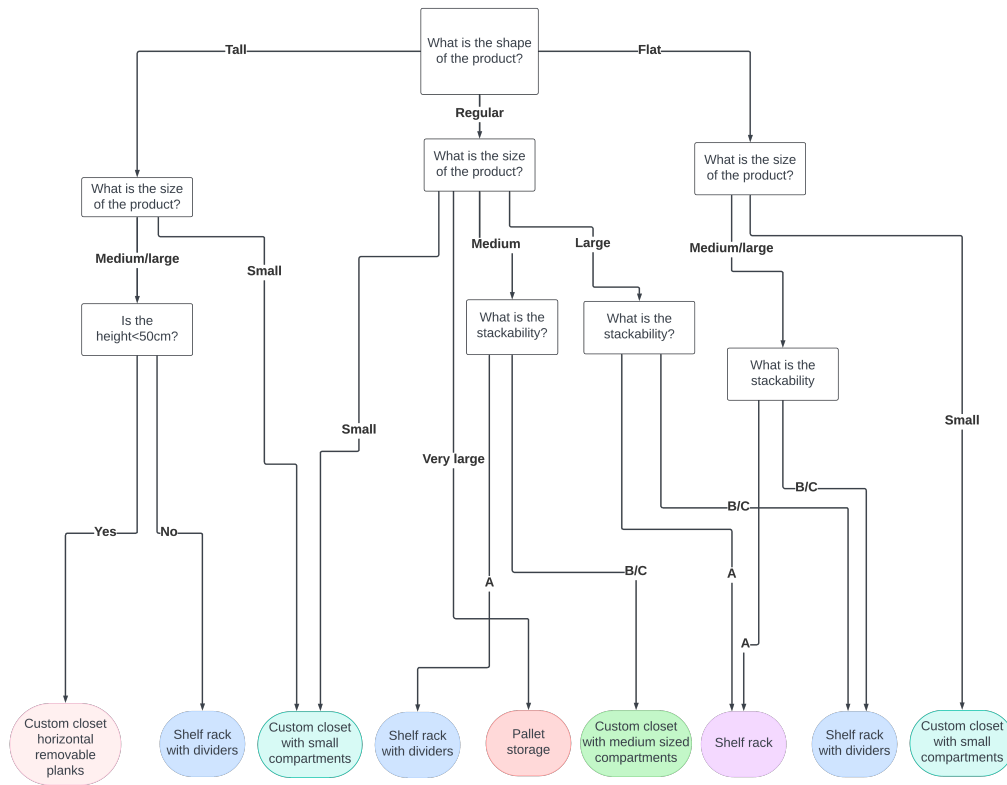 What is the shape
of the product?
Tall
Flat
Regular
What is the size
of the product?
What is the size
of the product?
What is the size
of the product?
Medium/large
Small
Medium
Large
Medium/large
Is the
height<50cm?
What is the
stackability?
What is the
stackability?
What is the
stackability
Small
Very large
Small
B/C
B/C
Yes
No
A
B/C
A
A
Custom closet
horizontal
removable
planks
Shelf rack
with dividers
Custom closet
with small
compartments
Shelf rack
with dividers
Pallet
storage
Custom closet
with medium sized
compartments
Shelf rack
Shelf rack
with dividers
Custom closet
with small
compartments